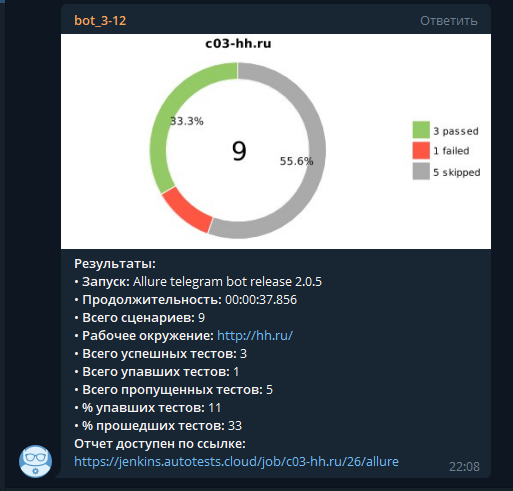 bot_3-12
Ответить
c03-hh.ru
33.3%
9
55.6%
3 passed
1 failed
5 skipped
Результаты:
• Запуск: Allure telegram bot release 2.0.5
• Продолжительность: 00:00:37.856
• Всего сценариев: 9
• Рабочее окружение: http://hh.ru/
• Всего успешных тестов: 3
• Всего упавших тестов: 1
• Всего пропущенных тестов: 5
• % упавших тестов: 11
• % прошедших тестов: 33
Отчет доступен по ссылке:
https://jenkins.autotests.cloud/job/c03-hh.ru/26/allure
22:08